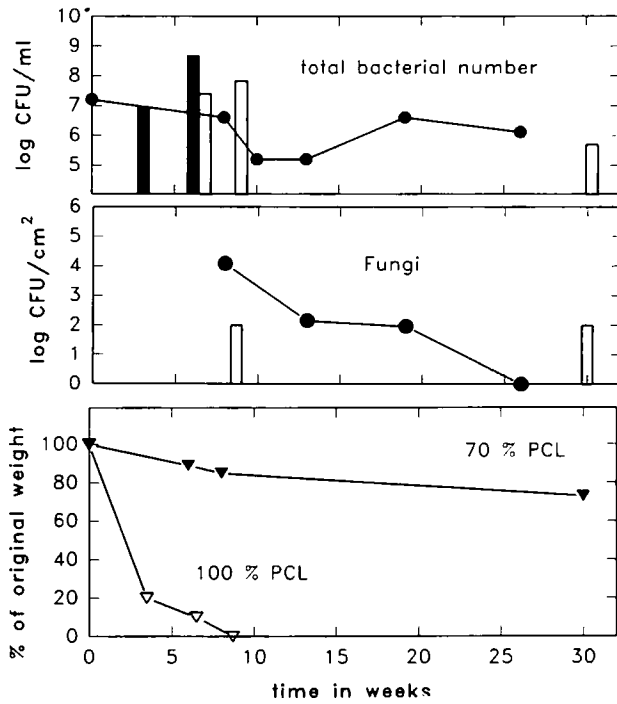 log CFU/ml
10
9
8
7
6
5
total bacterial number
log CFU/cm²
6
5
4
3
2
1
0
Fungi
% of original weight
100
80
60
40
20
0
70 % PCL
100 % PCL
0 5 10 15 20 25 30
time in weeks